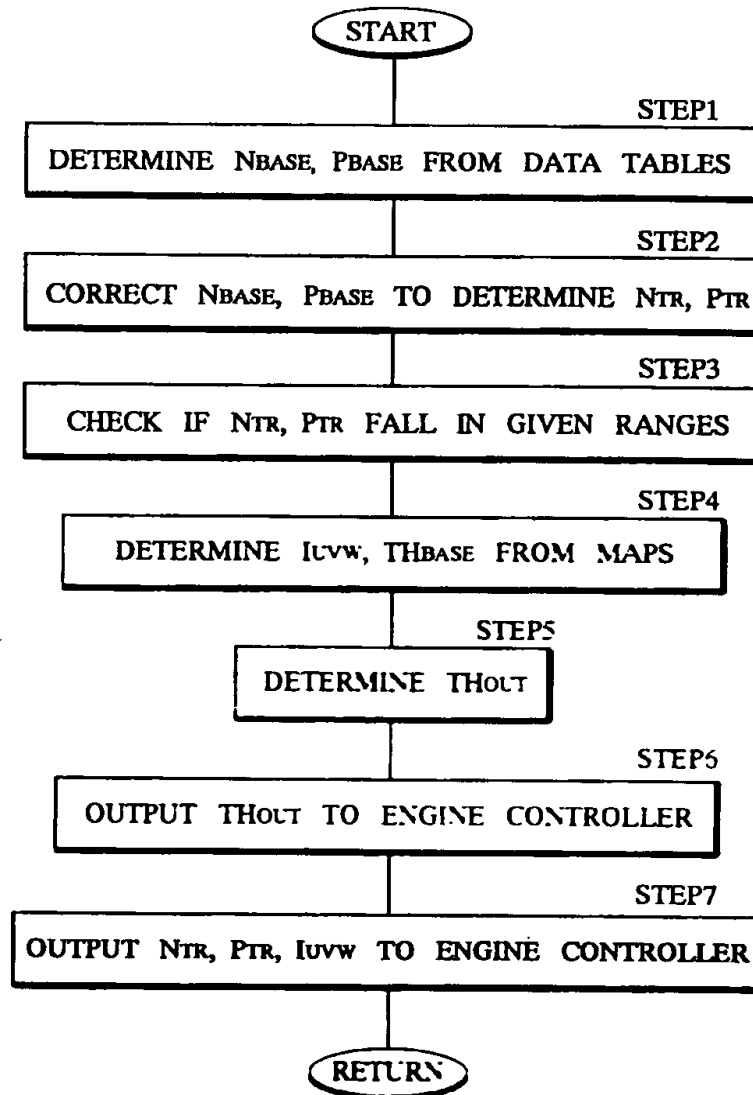 START
STEP1
DETERMINE NBASE, PBASE FROM DATA TABLES
STEP2
CORRECT NBASE, PBASE TO DETERMINE NTR, PTR
STEP3
CHECK IF NTR, PTR FALL IN GIVEN RANGES
STEP4
DETERMINE IUVW, THBASE FROM MAPS
STEP5
DETERMINE THOUT
STEP6
OUTPUT THOUT TO ENGINE CONTROLLER
STEP7
OUTPUT NTR, PTR, IUVW TO ENGINE CONTROLLER
RETURN